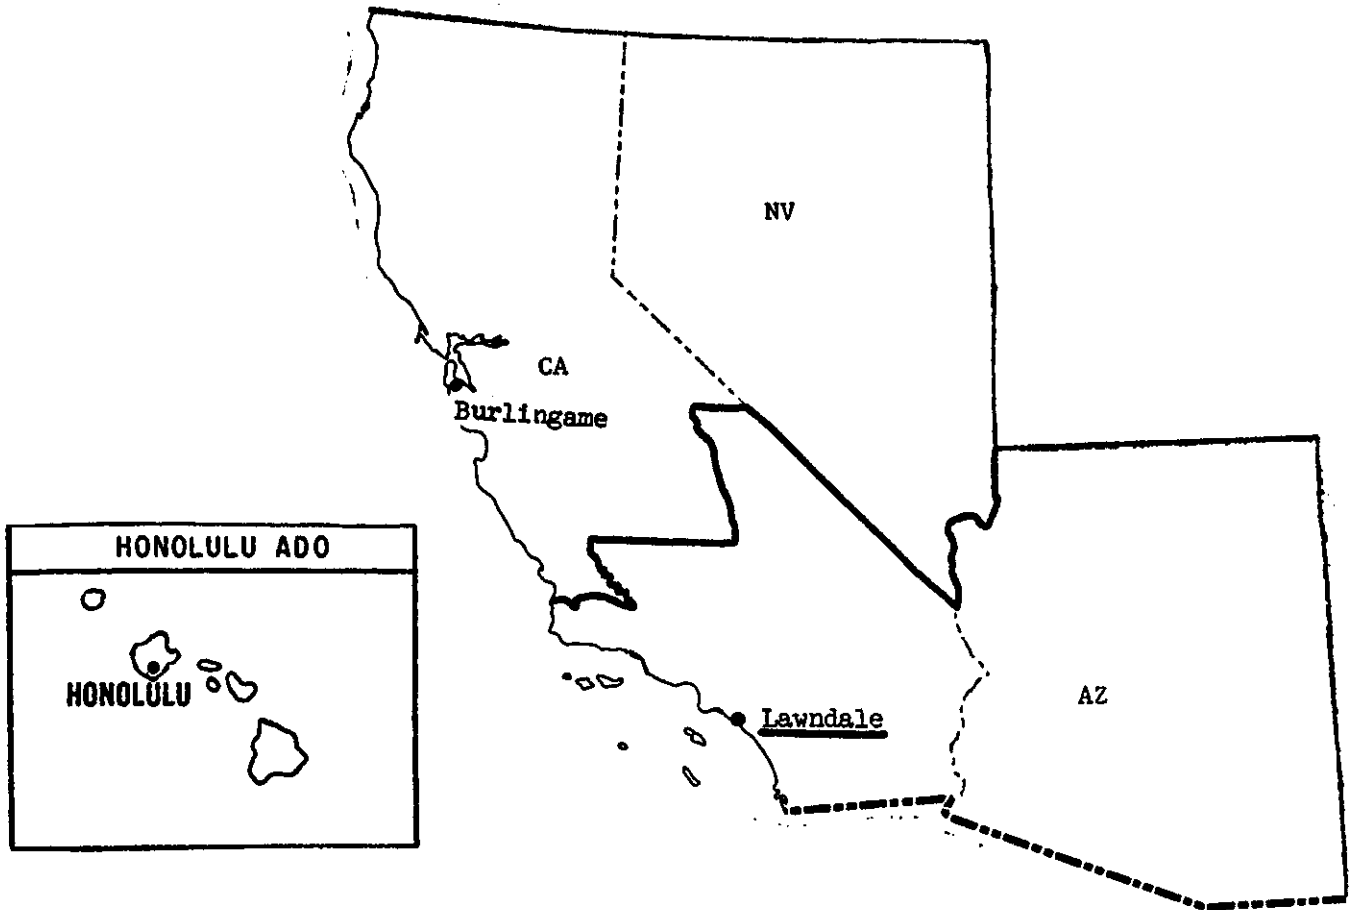 NV
CA
Burlingame
HONOLULU ADO
HONOLULU
Lawndale
AZ